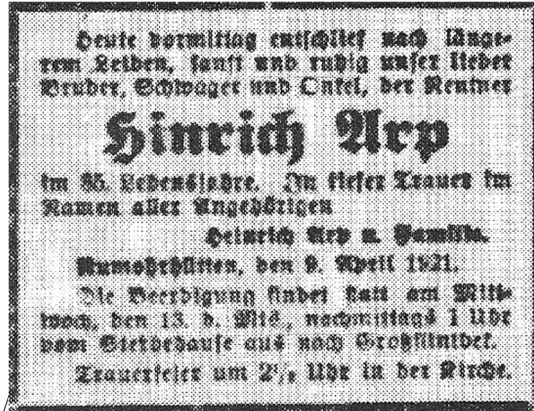 Heute vormittag entschlief nach länge-
rem Leiden, sanft und ruhig unser lieber
Bruder, Schwager und Onkel, der Rentner
Hinrich Arp
im 85. Lebensjahre. In tiefer Trauer im
Namen aller Angehörigen
Heinrich Arp u. Familie.
Rumohrhütten, den 9. April 1921.
Die Beerdigung findet statt am Mitt-
woch, den 13. d. Mts., nachmittags 1 Uhr
vom Sterbehause aus nach Großflintbek.
Trauerfeier um 2½ Uhr in der Kirche.